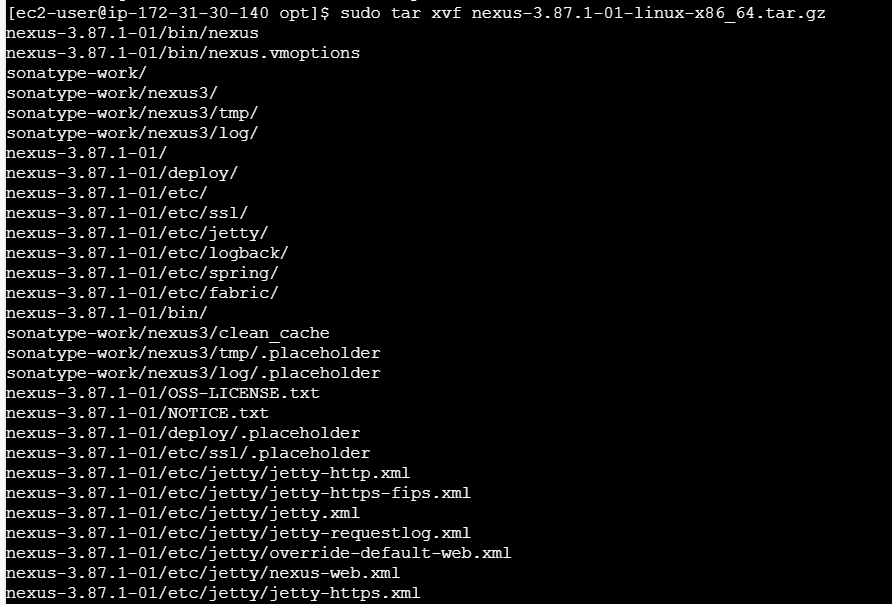 [ec2-user@ip-172-31-30-140 opt]$ sudo tar xvf nexus-3.87.1-01-linux-x86_64.tar.gz
nexus-3.87.1-01/bin/nexus
nexus-3.87.1-01/bin/nexus.vmoptions
sonatype-work/
sonatype-work/nexus3/
sonatype-work/nexus3/tmp/
sonatype-work/nexus3/log/
nexus-3.87.1-01/
nexus-3.87.1-01/deploy/
nexus-3.87.1-01/etc/
nexus-3.87.1-01/etc/ssl/
nexus-3.87.1-01/etc/jetty/
nexus-3.87.1-01/etc/logback/
nexus-3.87.1-01/etc/spring/
nexus-3.87.1-01/etc/fabric/
nexus-3.87.1-01/bin/
sonatype-work/nexus3/clean_cache
sonatype-work/nexus3/tmp/.placeholder
sonatype-work/nexus3/log/.placeholder
nexus-3.87.1-01/OSS-LICENSE.txt
nexus-3.87.1-01/NOTICE.txt
nexus-3.87.1-01/deploy/.placeholder
nexus-3.87.1-01/etc/ssl/.placeholder
nexus-3.87.1-01/etc/jetty/jetty-http.xml
nexus-3.87.1-01/etc/jetty/jetty-https-fips.xml
nexus-3.87.1-01/etc/jetty/jetty.xml
nexus-3.87.1-01/etc/jetty/jetty-requestlog.xml
nexus-3.87.1-01/etc/jetty/override-default-web.xml
nexus-3.87.1-01/etc/jetty/nexus-web.xml
nexus-3.87.1-01/etc/jetty/jetty-https.xml